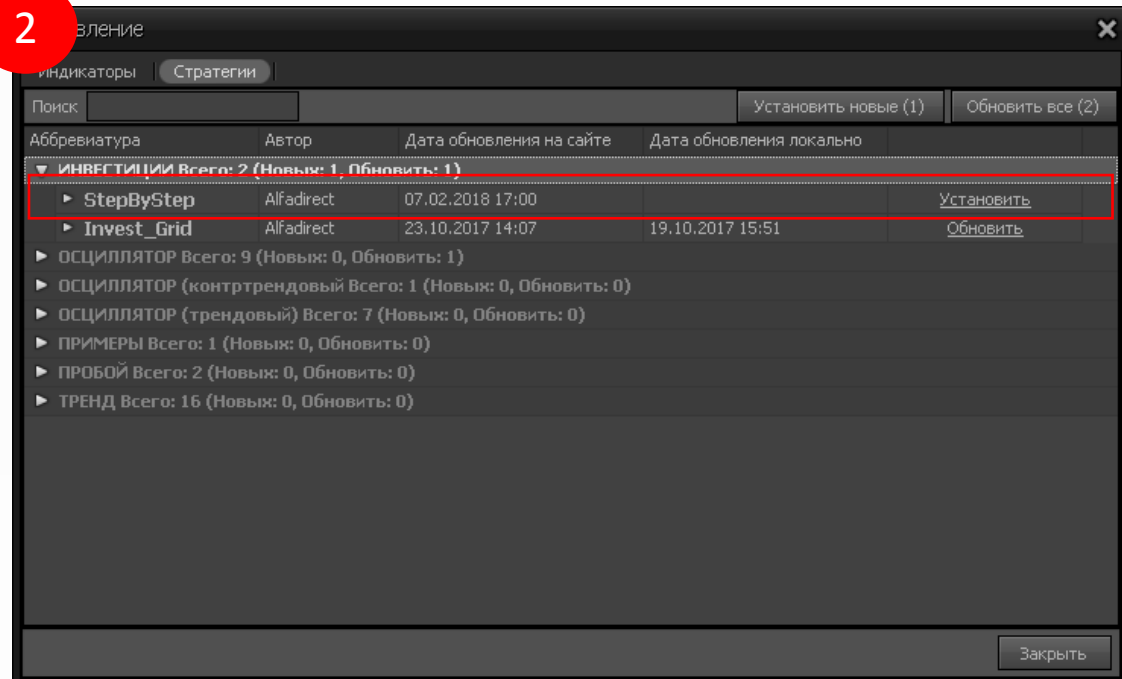 2
вление
Индикаторы Стратегии
Поиск Установить новые (1) Обновить все (2)
Аббревиатура Автор Дата обновления на сайте Дата обновления локально
ИНВЕСТИЦИИ Всего: 2 (Новых: 1, Обновить: 1)
StepByStep Alfadirect 07.02.2018 17:00 Установить
Invest_Grid Alfadirect 23.10.2017 14:07 19.10.2017 15:51 Обновить
ОСЦИЛЛЯТОР Всего: 9 (Новых: 0, Обновить: 1)
ОСЦИЛЛЯТОР (контртрендовый Всего: 1 (Новых: 0, Обновить: 0)
ОСЦИЛЛЯТОР (трендовый) Всего: 7 (Новых: 0, Обновить: 0)
ПРИМЕРЫ Всего: 1 (Новых: 0, Обновить: 0)
ПРОБОЙ Всего: 2 (Новых: 0, Обновить: 0)
ТРЕНД Всего: 16 (Новых: 0, Обновить: 0)
Закрыть